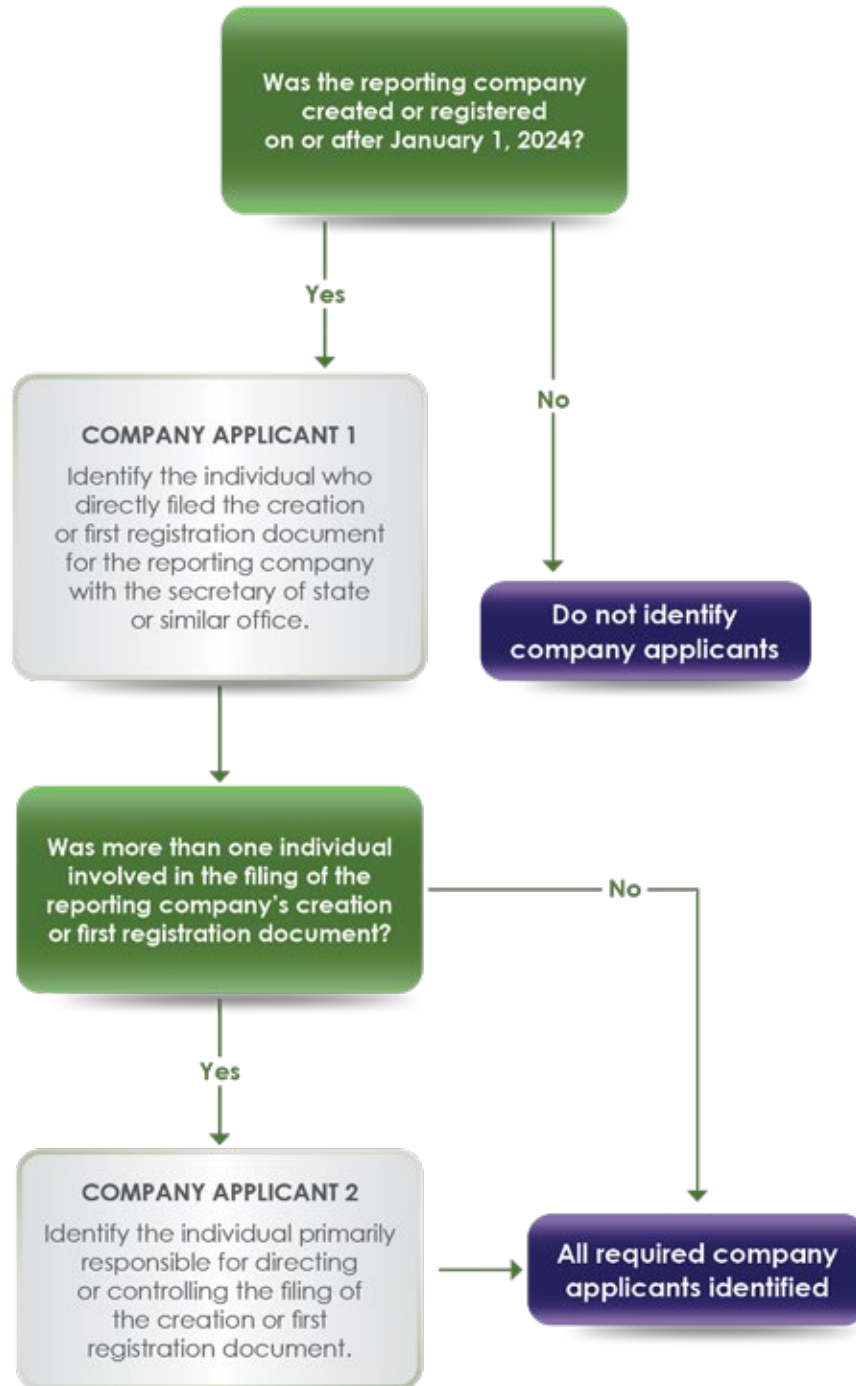 Was the reporting company
created or registered
on or after January 1, 2024?
Yes
No
COMPANY APPLICANT 1
Identify the individual who
directly filed the creation
or first registration document
for the reporting company
with the secretary of state
or similar office.
Do not identify
company applicants
Was more than one individual
involved in the filing of the
reporting company's creation
or first registration document?
No
Yes
COMPANY APPLICANT 2
Identify the individual primarily
responsible for directing
or controlling the filing of
the creation or first
registration document.
All required company
applicants identified